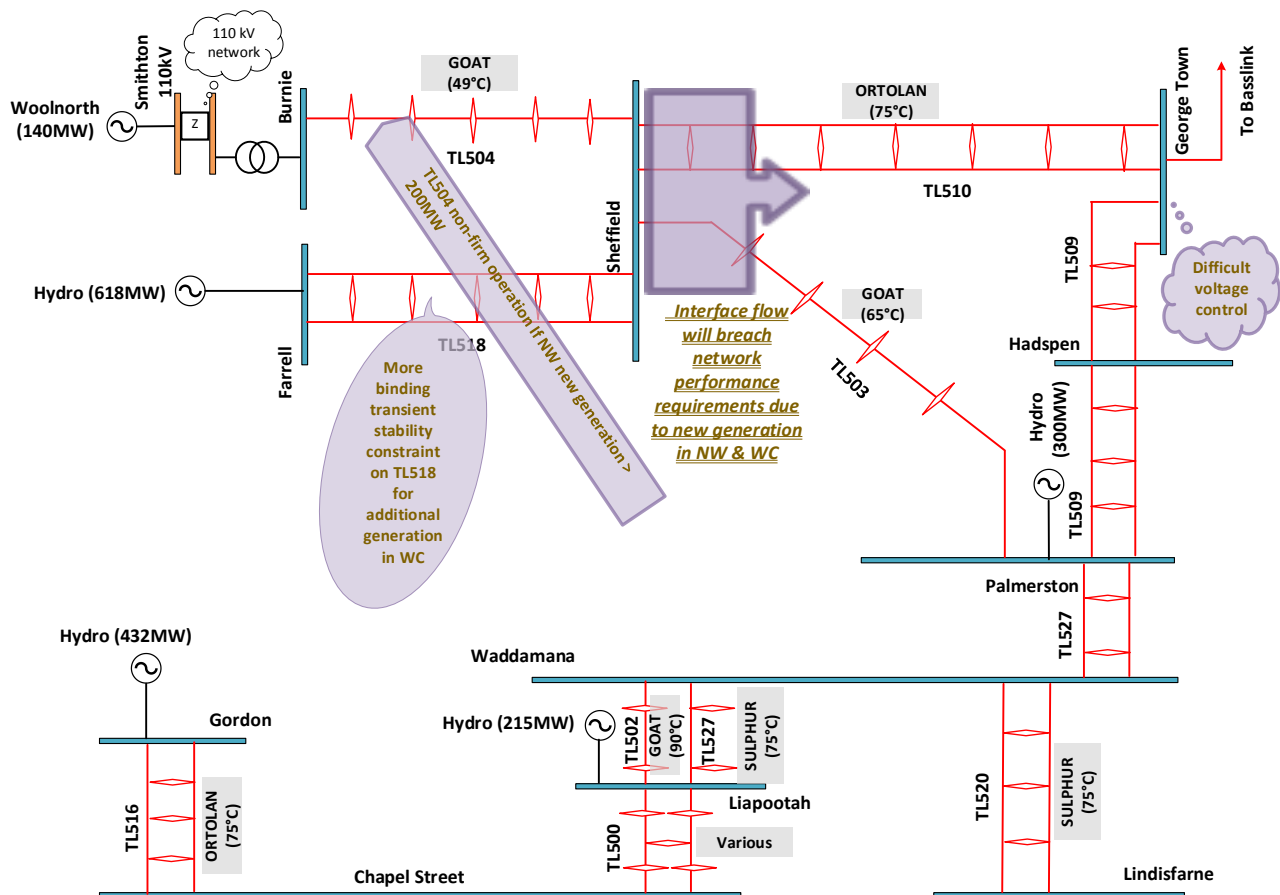 110 kV
network
Smithton
110kV
Woolnorth
(140MW)
Z
Burnie
GOAT
(49°C)
TL504
ORTOLAN
(75°C)
TL510
George Town
To Basslink
TL504 non-firm operation If NW new generation >
200MW
Sheffield
Hydro (618MW)
Farrell
TL518
More
binding
transient
stability
constraint
on TL518
for
additional
generation
in WC
Interface flow
will breach
network
performance
requirements due
to new generation
in NW & WC
GOAT
(65°C)
TL503
TL509
Difficult
voltage
control
Hadspen
Hydro
(300MW)
TL509
Palmerston
TL527
Hydro (432MW)
Gordon
TL516
ORTOLAN
(75°C)
Waddamana
Hydro (215MW)
TL502
GOAT
(90°C)
TL527
SULPHUR
(75°C)
Liapootah
TL500
Various
TL520
SULPHUR
(75°C)
Chapel Street
Lindisfarne